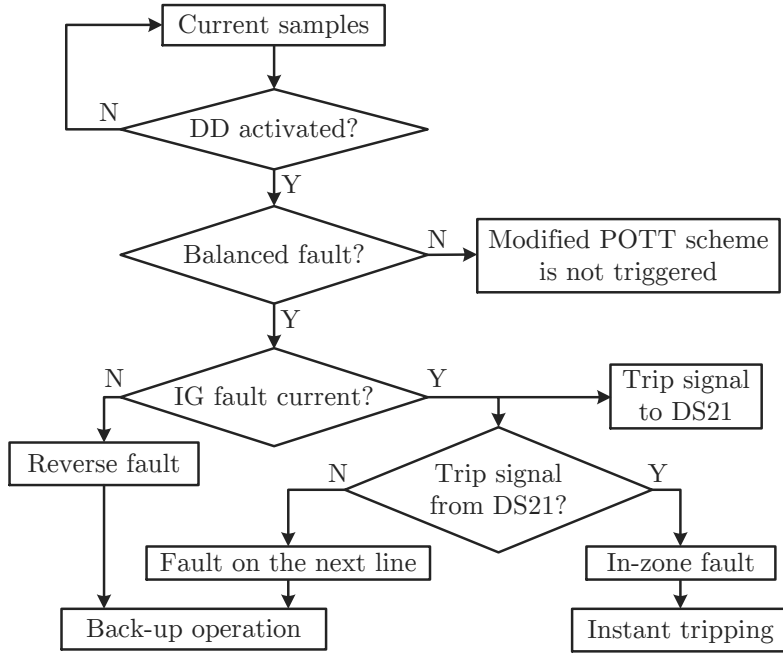 Current samples
N
DD activated?
Y
Balanced fault?
N
Modified POTT scheme
is not triggered
Y
N
IG fault current?
Y
Trip signal
to DS21
Reverse fault
N
Trip signal
from DS21?
Y
Fault on the next line
In-zone fault
Back-up operation
Instant tripping